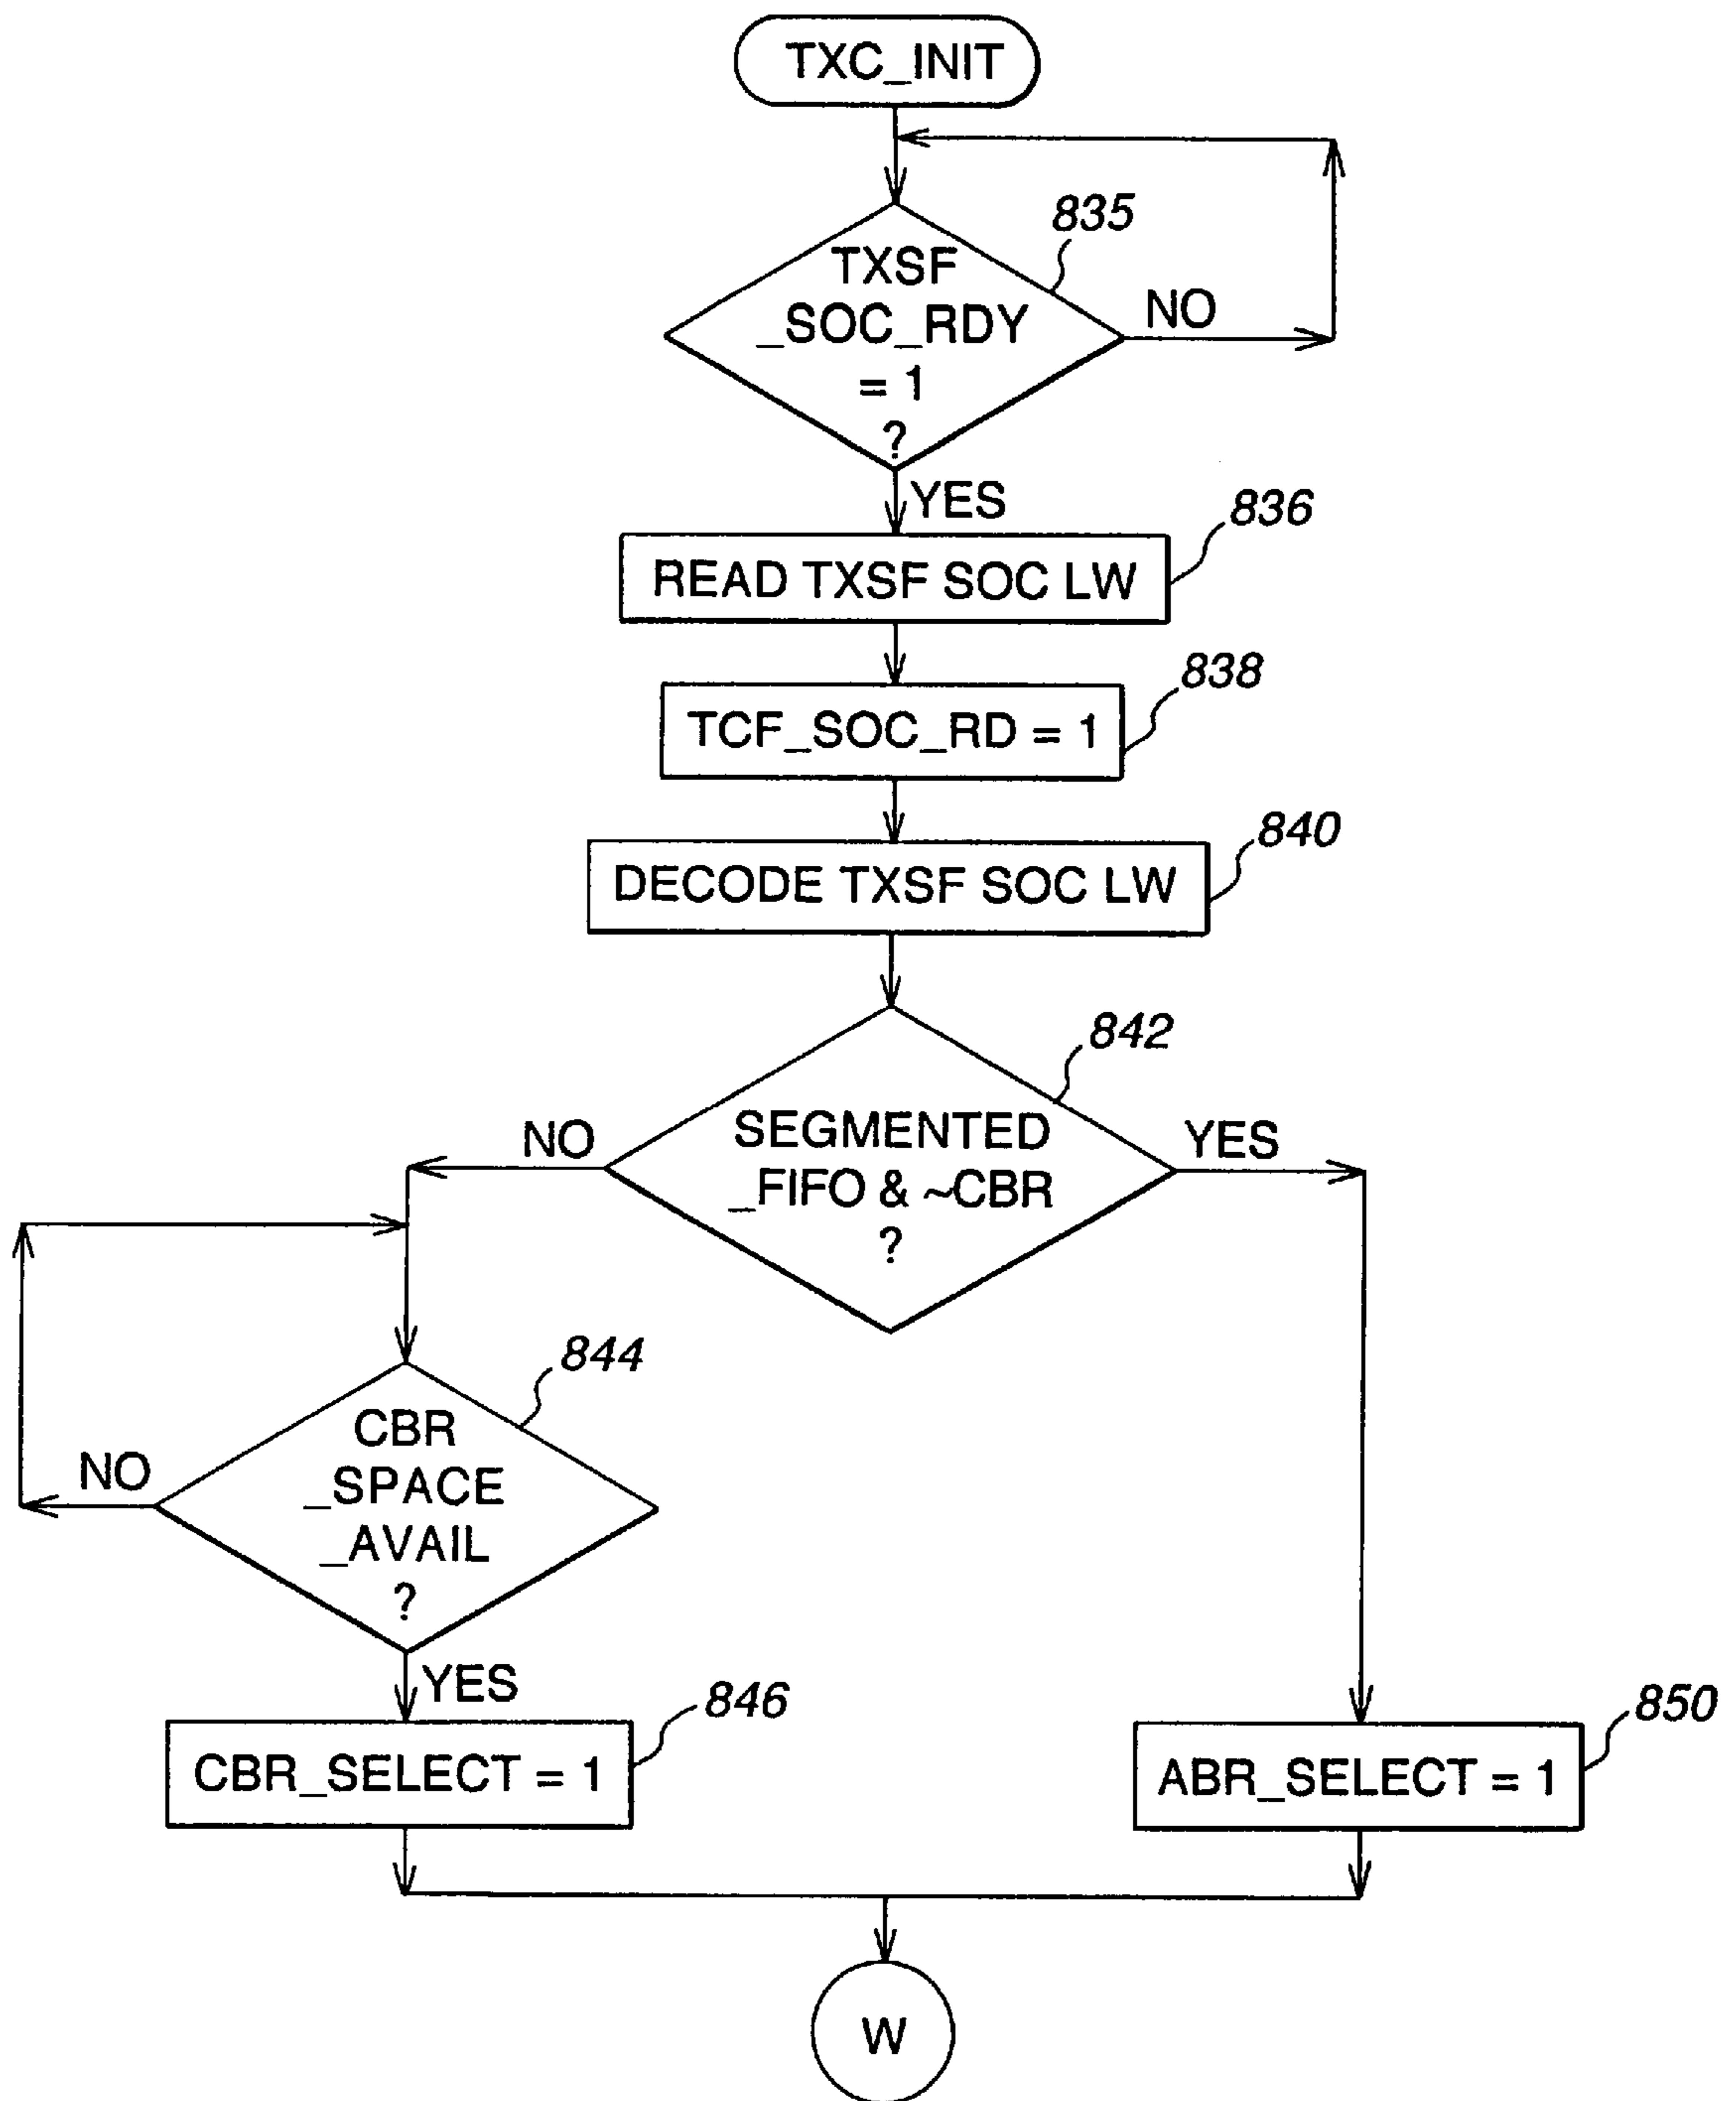 TXC_INIT
835
TXSF
_SOC_RDY
= 1
?
NO
YES
836
READ TXSF SOC LW
838
TCF_SOC_RD = 1
840
DECODE TXSF SOC LW
842
NO
SEGMENTED
_FIFO & ~CBR
?
YES
844
CBR
_SPACE
_AVAIL
?
NO
YES
846
CBR_SELECT = 1
850
ABR_SELECT = 1
W